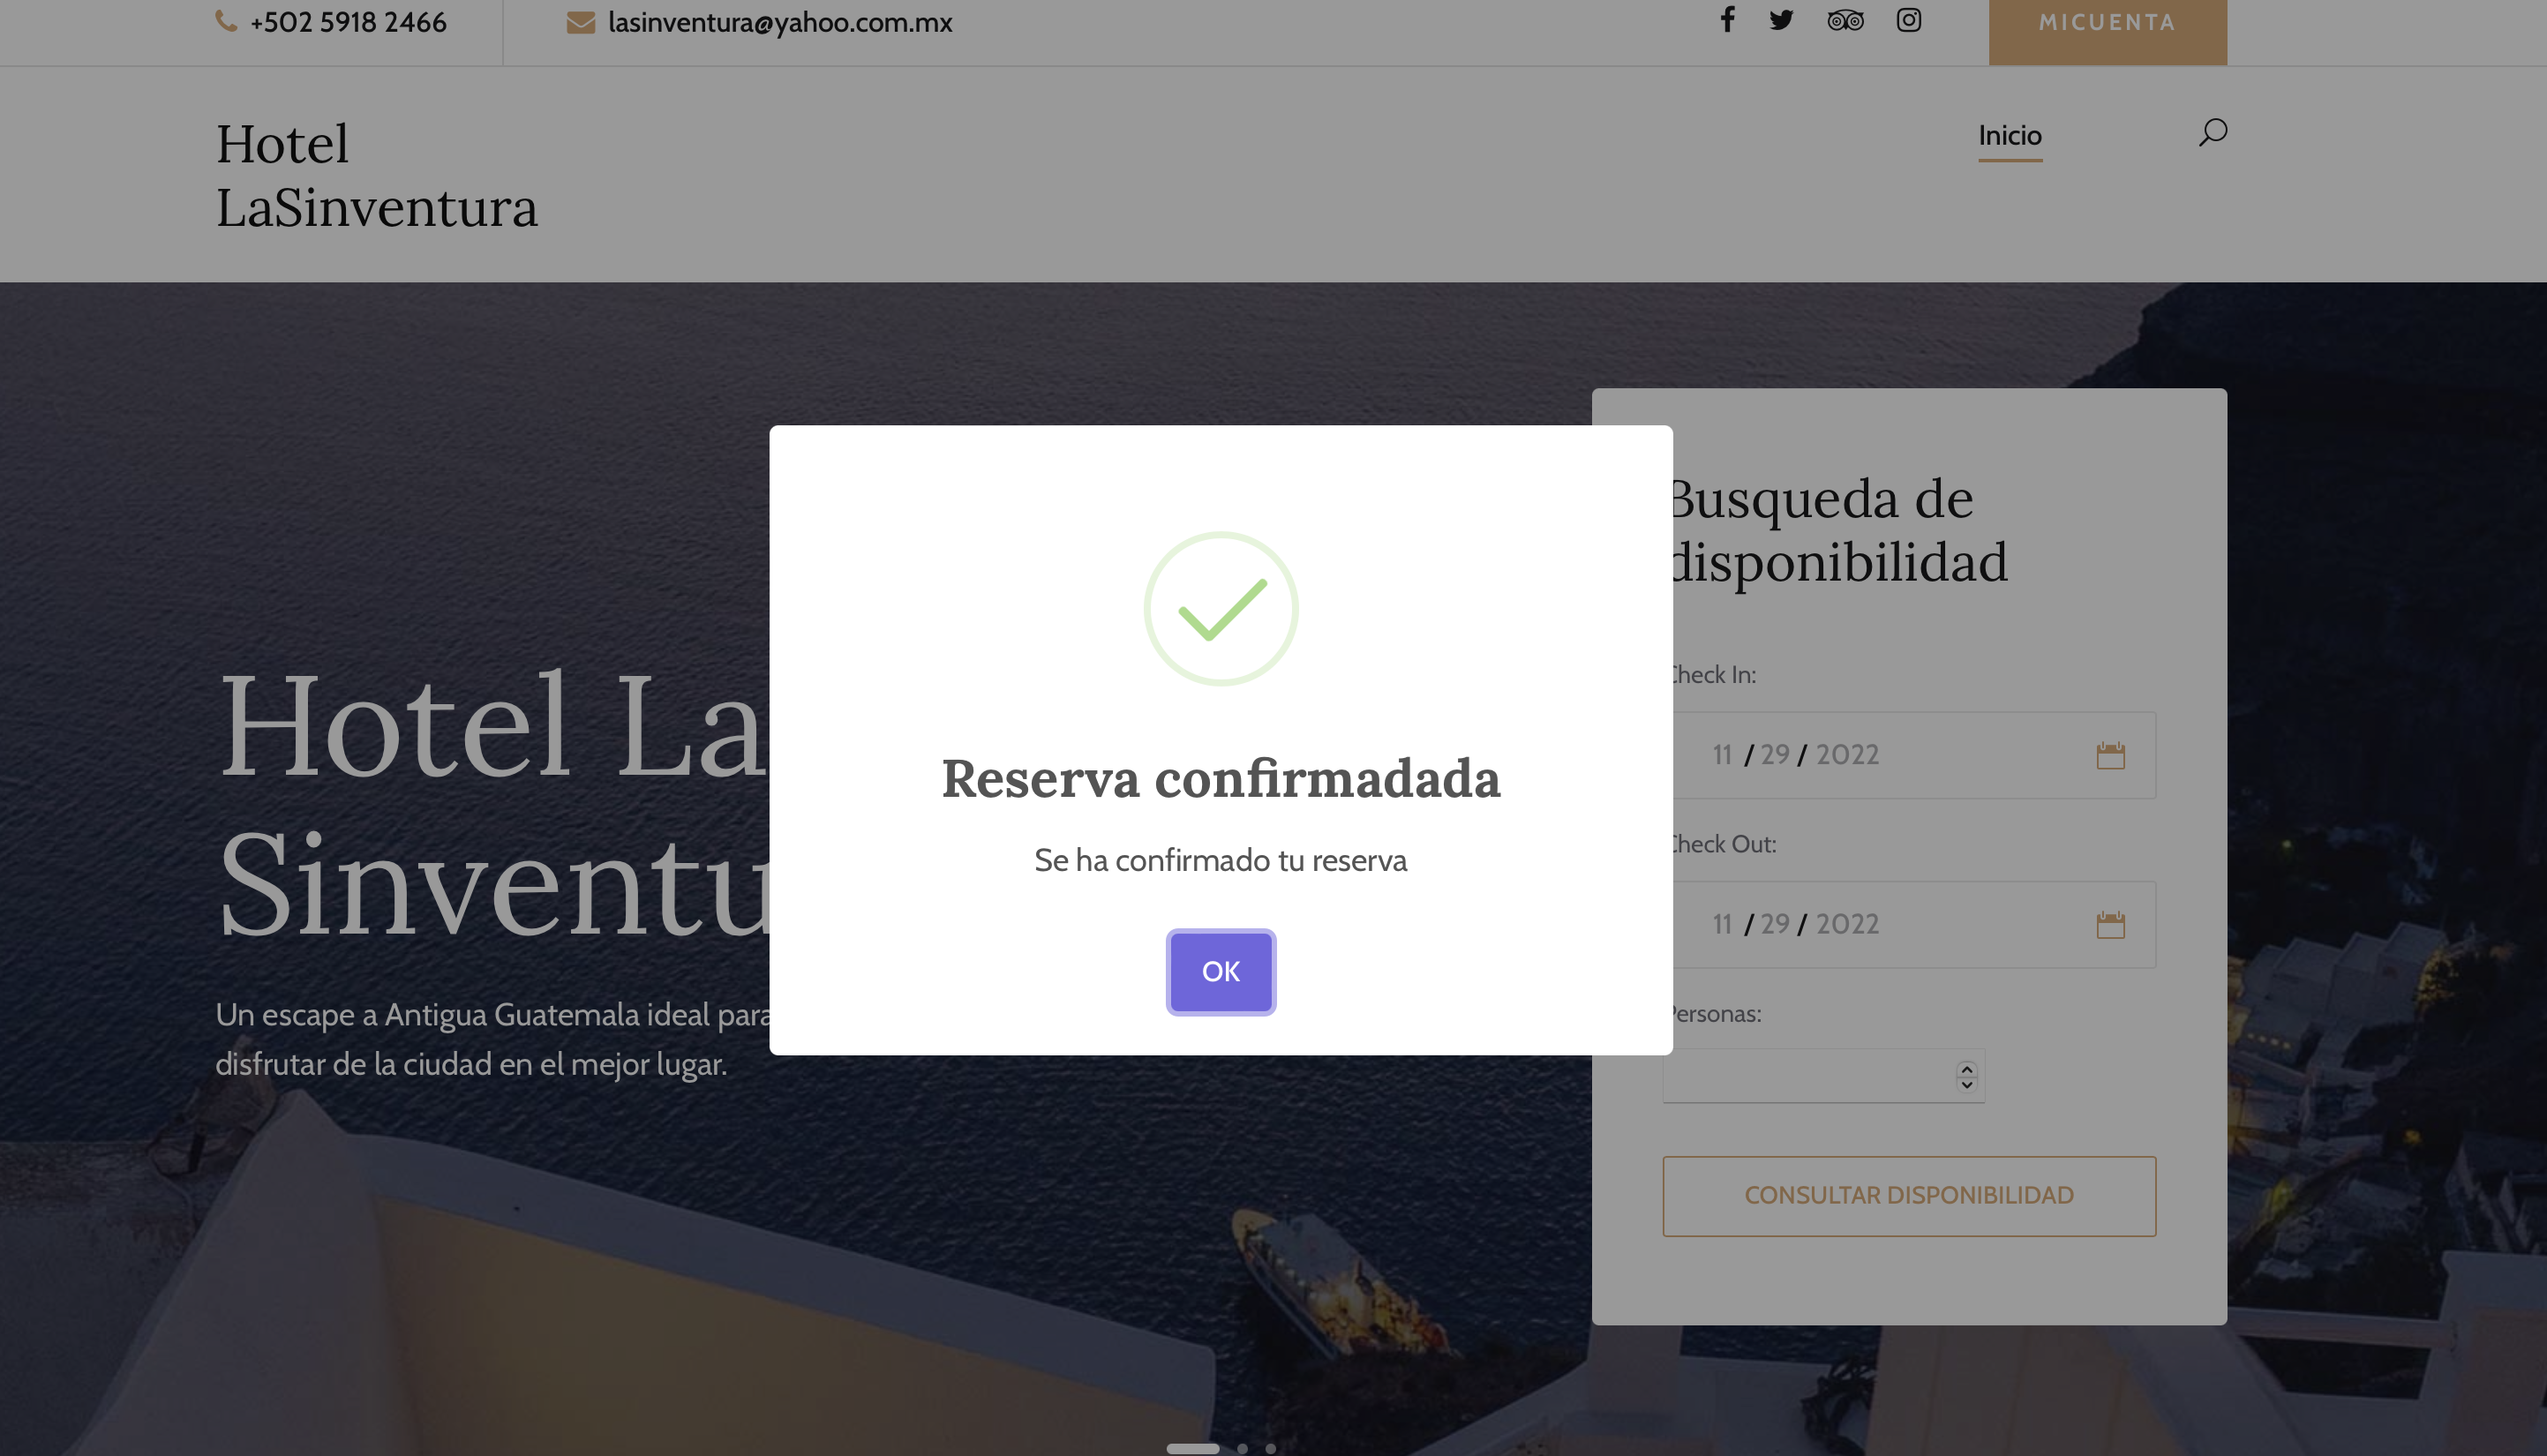 +502 5918 2466
lasinventura@yahoo.com.mx
MICUENTA
Hotel
LaSinventura
Inicio
Hotel La
Sinventu
Un escape a Antigua Guatemala ideal para
disfrutar de la ciudad en el mejor lugar.
Reserva confirmadada
Se ha confirmado tu reserva
OK
Busqueda de
disponibilidad
Check In:
11 / 29 / 2022
Check Out:
11 / 29 / 2022
Personas:
CONSULTAR DISPONIBILIDAD